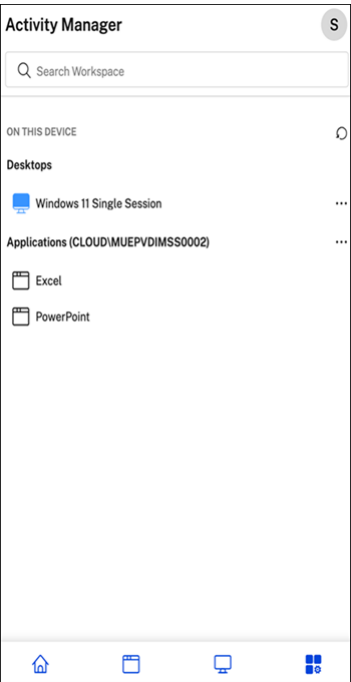 Activity Manager
S
Search Workspace
ON THIS DEVICE
Desktops
Windows 11 Single Session
Applications (CLOUD\MUEPVDIMSS0002)
Excel
PowerPoint